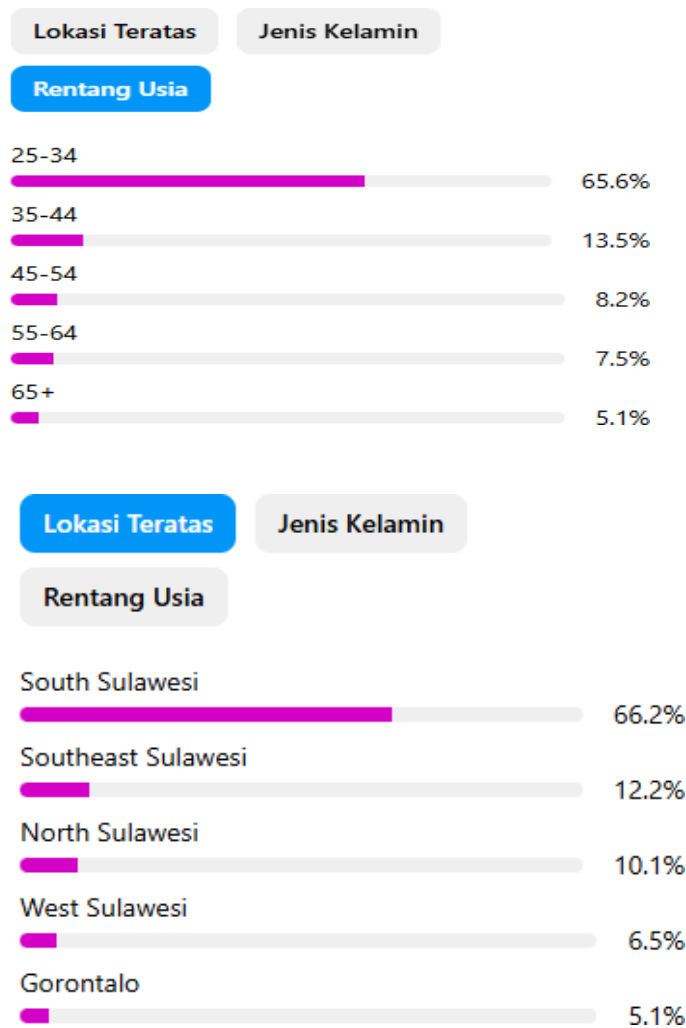 Lokasi Teratas Jenis Kelamin
Rentang Usia
25-34
65.6%
35-44
13.5%
45-54
8.2%
55-64
7.5%
65+
5.1%
Lokasi Teratas Jenis Kelamin
Rentang Usia
South Sulawesi
66.2%
Southeast Sulawesi
12.2%
North Sulawesi
10.1%
West Sulawesi
6.5%
Gorontalo
5.1%